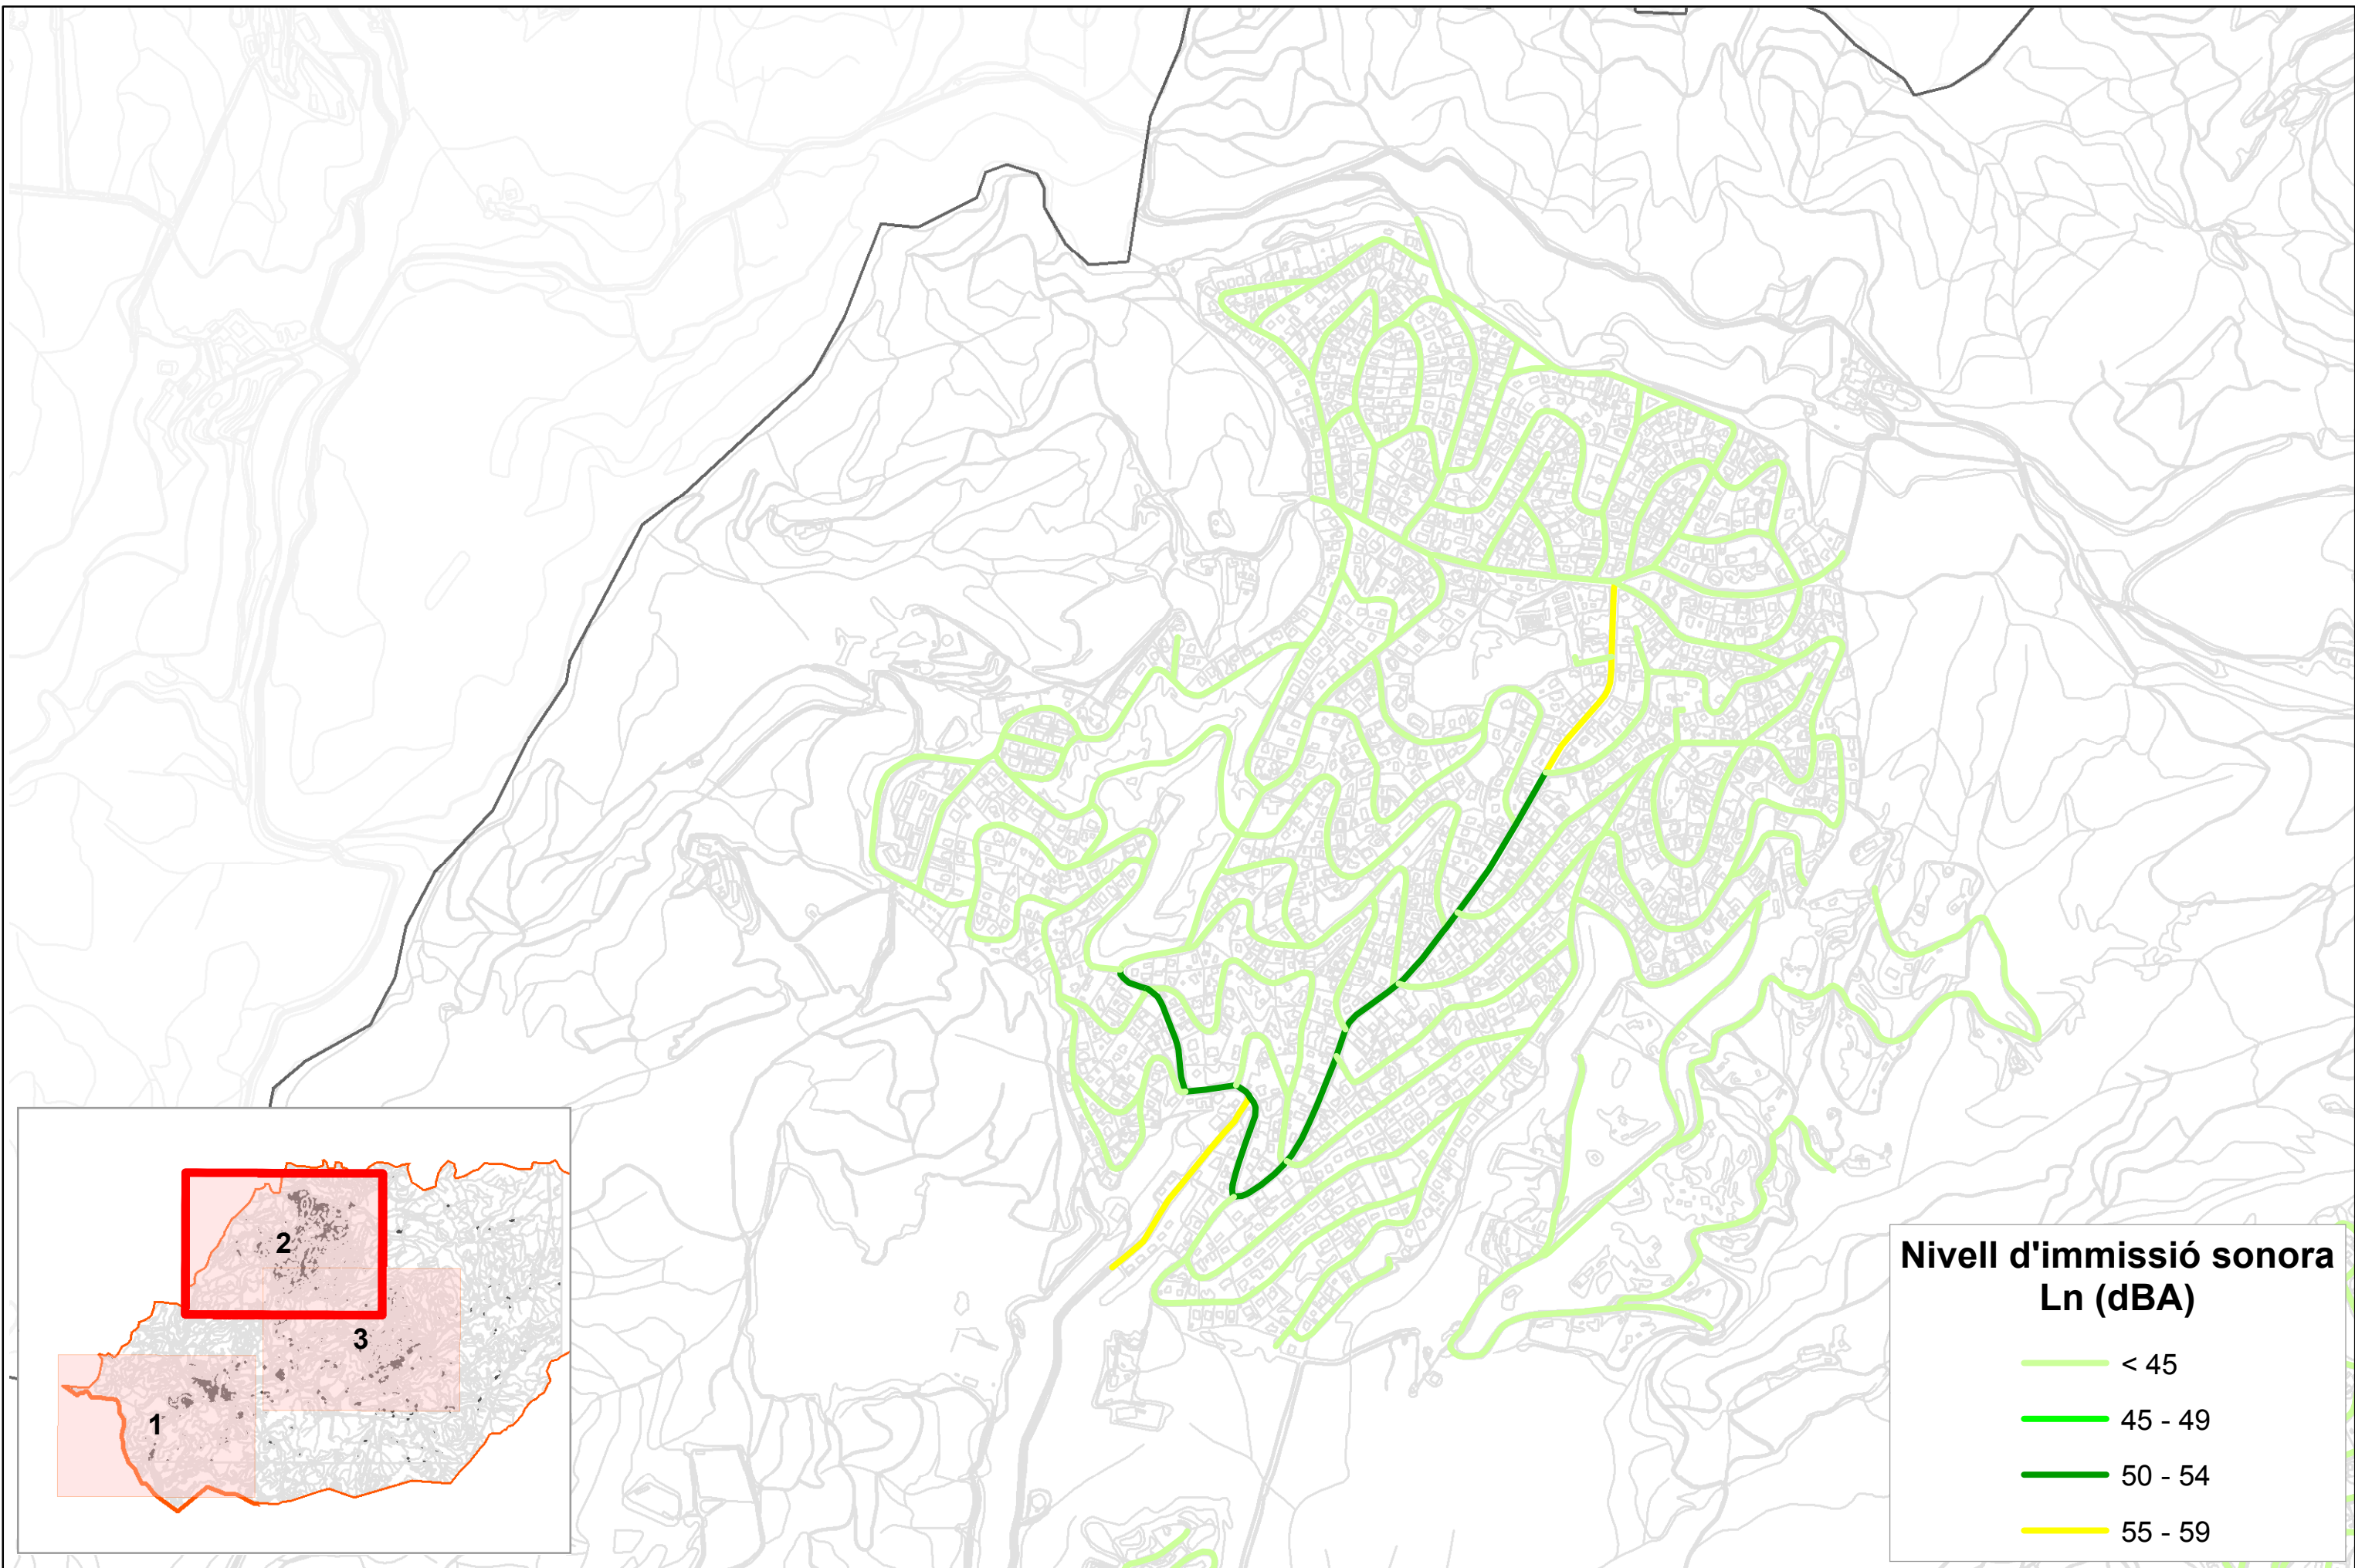 2
3
1
Nivell d'immissió sonora
Ln (dBA)
< 45
45 - 49
50 - 54
55 - 59